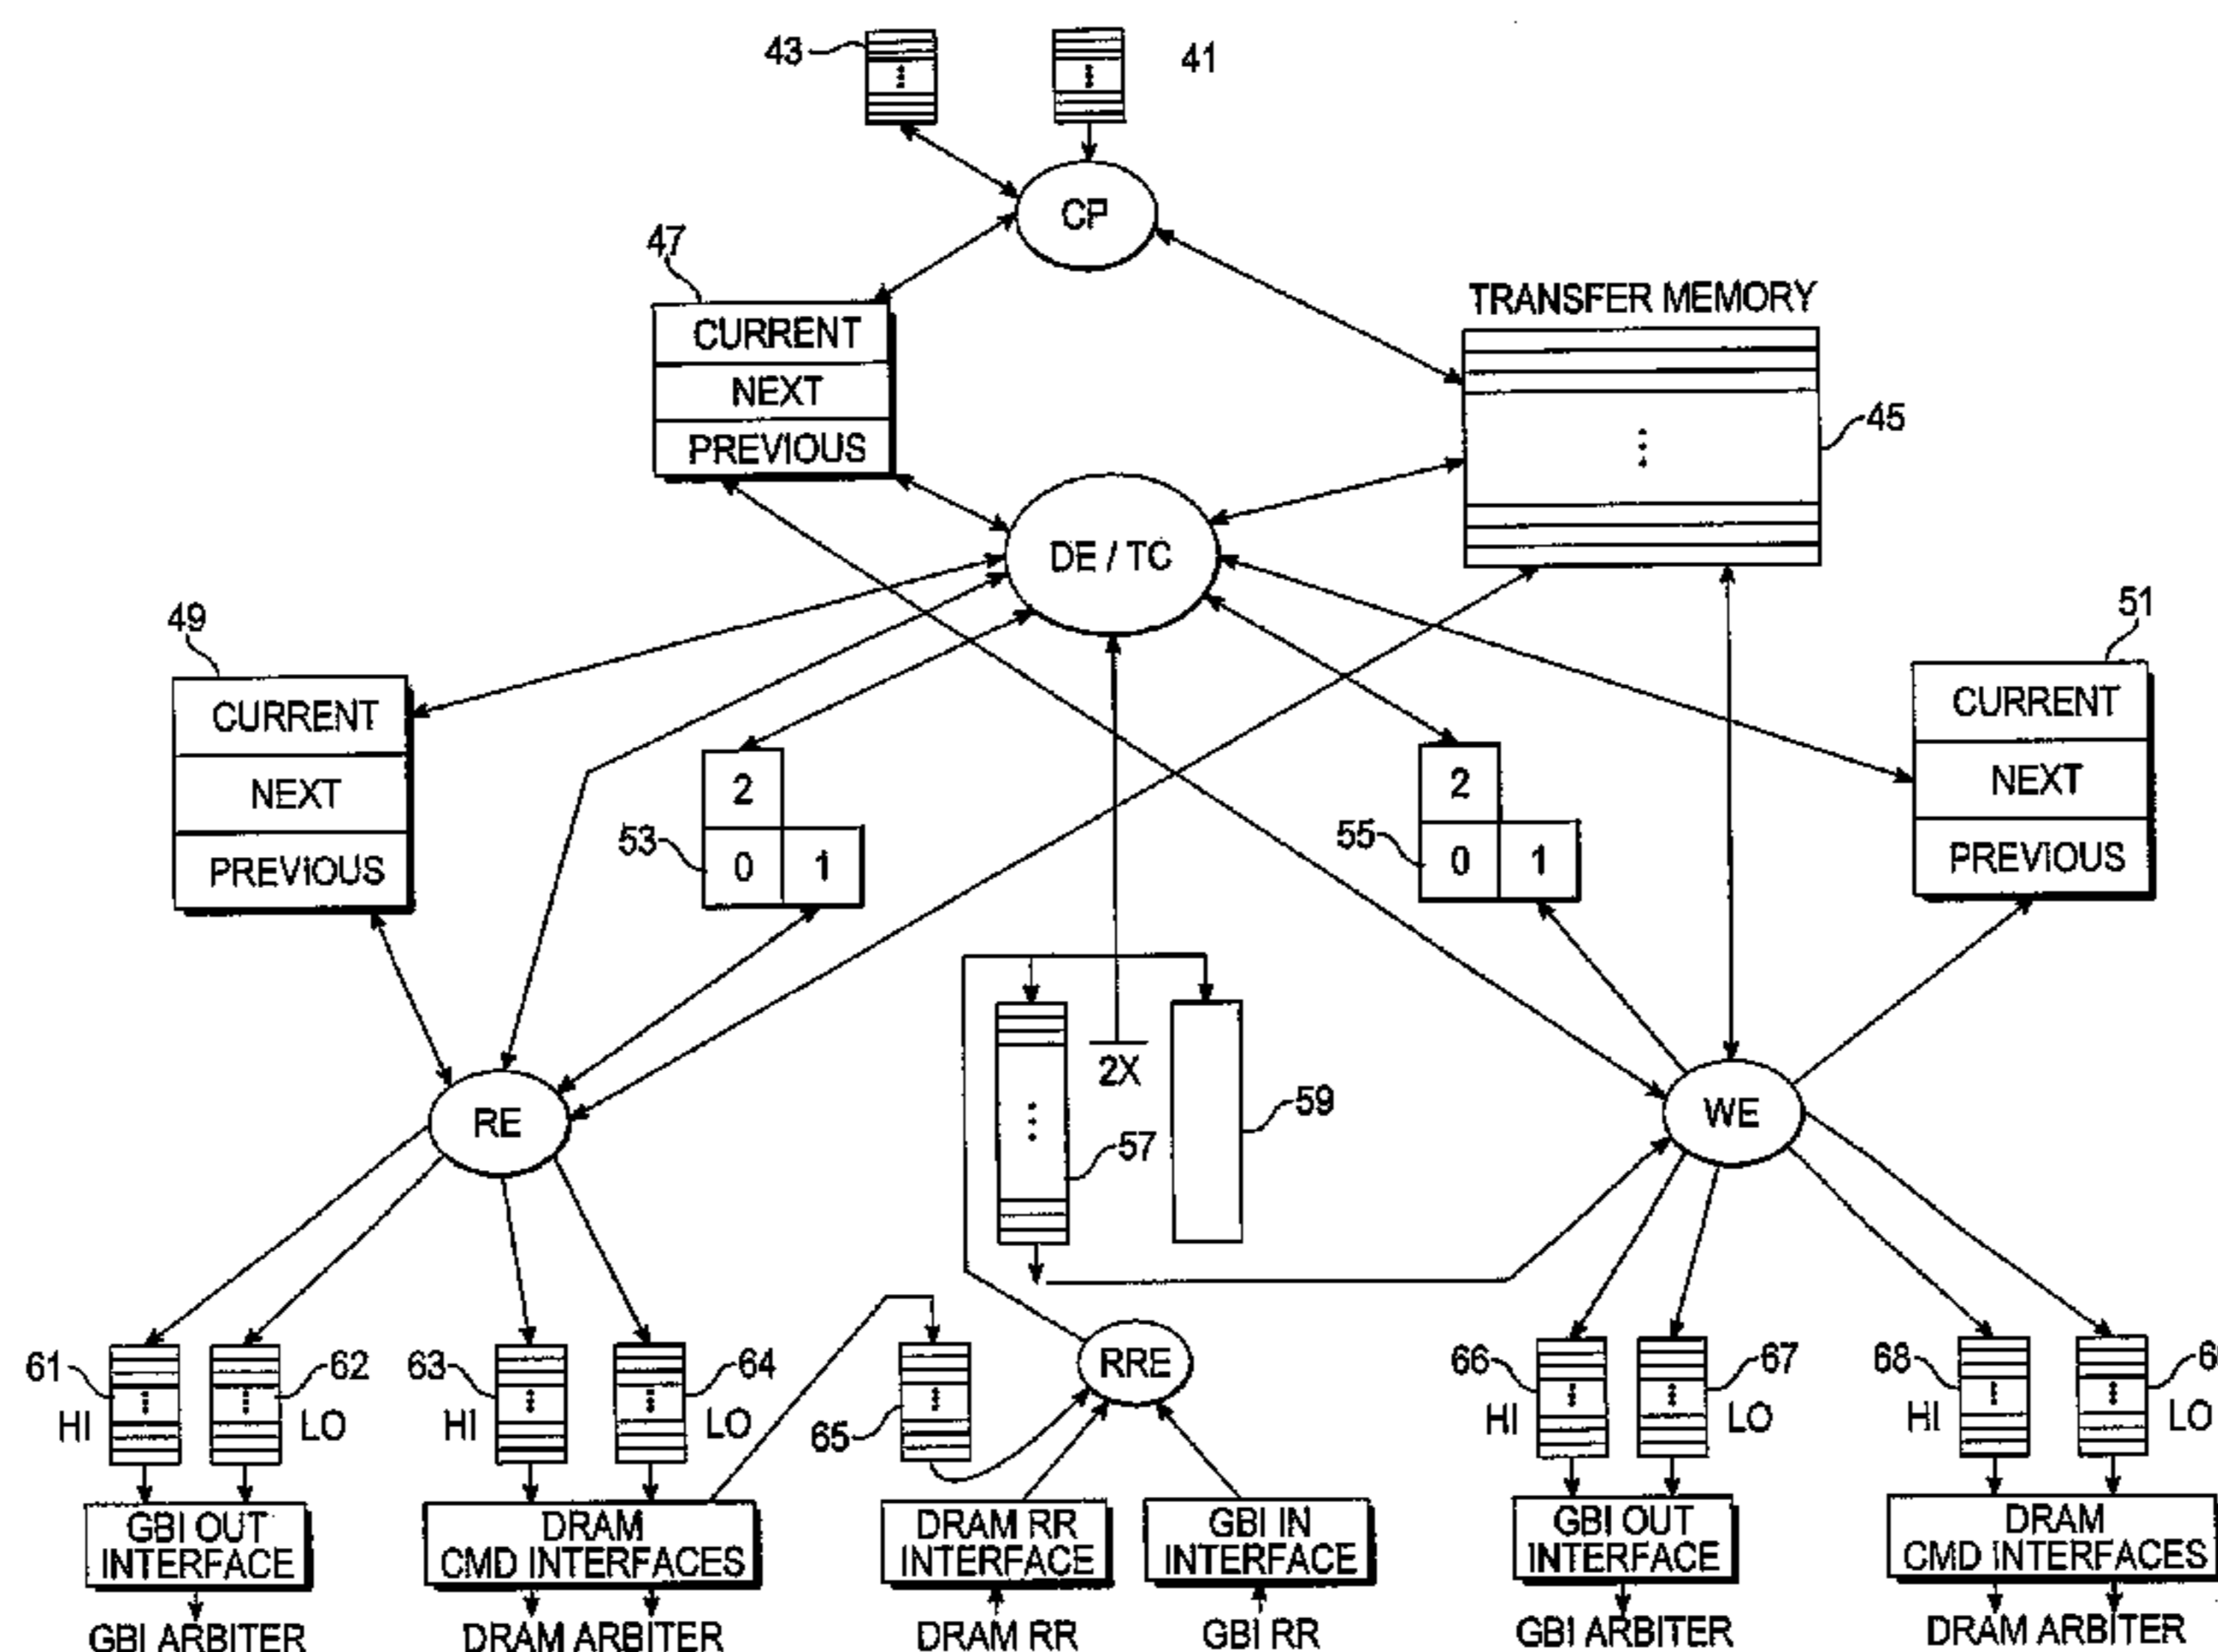 43
41
CP
47
TRANSFER MEMORY
CURRENT
NEXT
PREVIOUS
45
DE / TC
49
51
CURRENT
NEXT
PREVIOUS
CURRENT
NEXT
PREVIOUS
2
53
0
1
2
55
0
1
2X
59
57
RE
WE
RRE
61
HI
62
LO
63
HI
64
LO
65
66
HI
67
LO
68
HI
LO
GBI OUT
INTERFACE
DRAM
CMD INTERFACES
DRAM RR
INTERFACE
GBI IN
INTERFACE
GBI OUT
INTERFACE
DRAM
CMD INTERFACES
GBI ARBITER
DRAM ARBITER
DRAM RR
GBI RR
GBI ARBITER
DRAM ARBITER